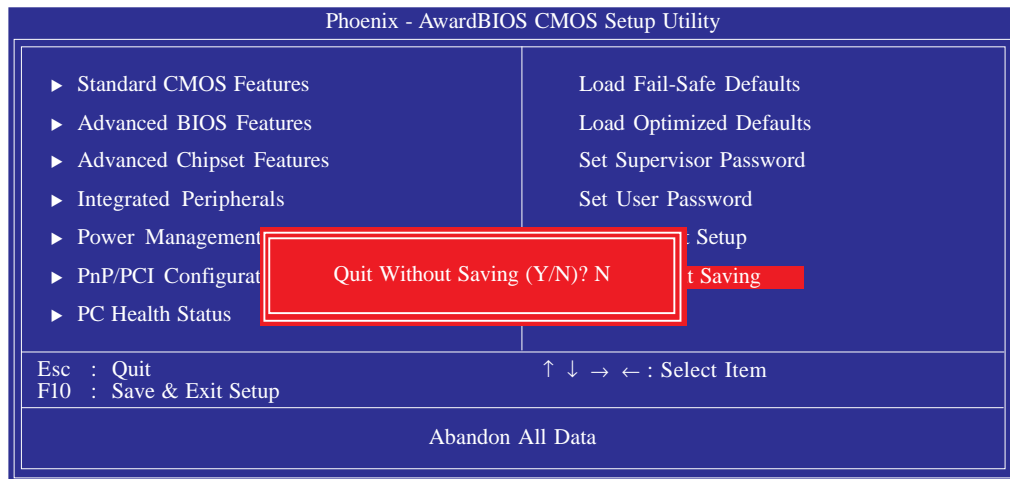 Phoenix - AwardBIOS CMOS Setup Utility
▶ Standard CMOS Features
▶ Advanced BIOS Features
▶ Advanced Chipset Features
▶ Integrated Peripherals
▶ Power Management
▶ PnP/PCI Configurat
▶ PC Health Status
Load Fail-Safe Defaults
Load Optimized Defaults
Set Supervisor Password
Set User Password
t Setup
t Saving
Quit Without Saving (Y/N)? N
Esc : Quit
F10 : Save & Exit Setup
↑ ↓ → ← : Select Item
Abandon All Data